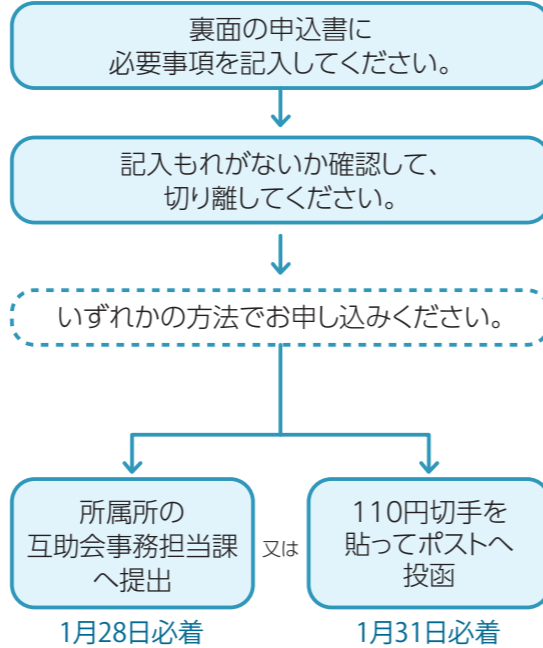 裏面の申込書に
必要事項を記入してください。
記入もれがないか確認して、
切り離してください。
いずれかの方法でお申し込みください。
所属所の
互助会事務担当課
へ提出
又は
110円切手を
貼ってポストへ
投函
1月28日必着
1月31日必着